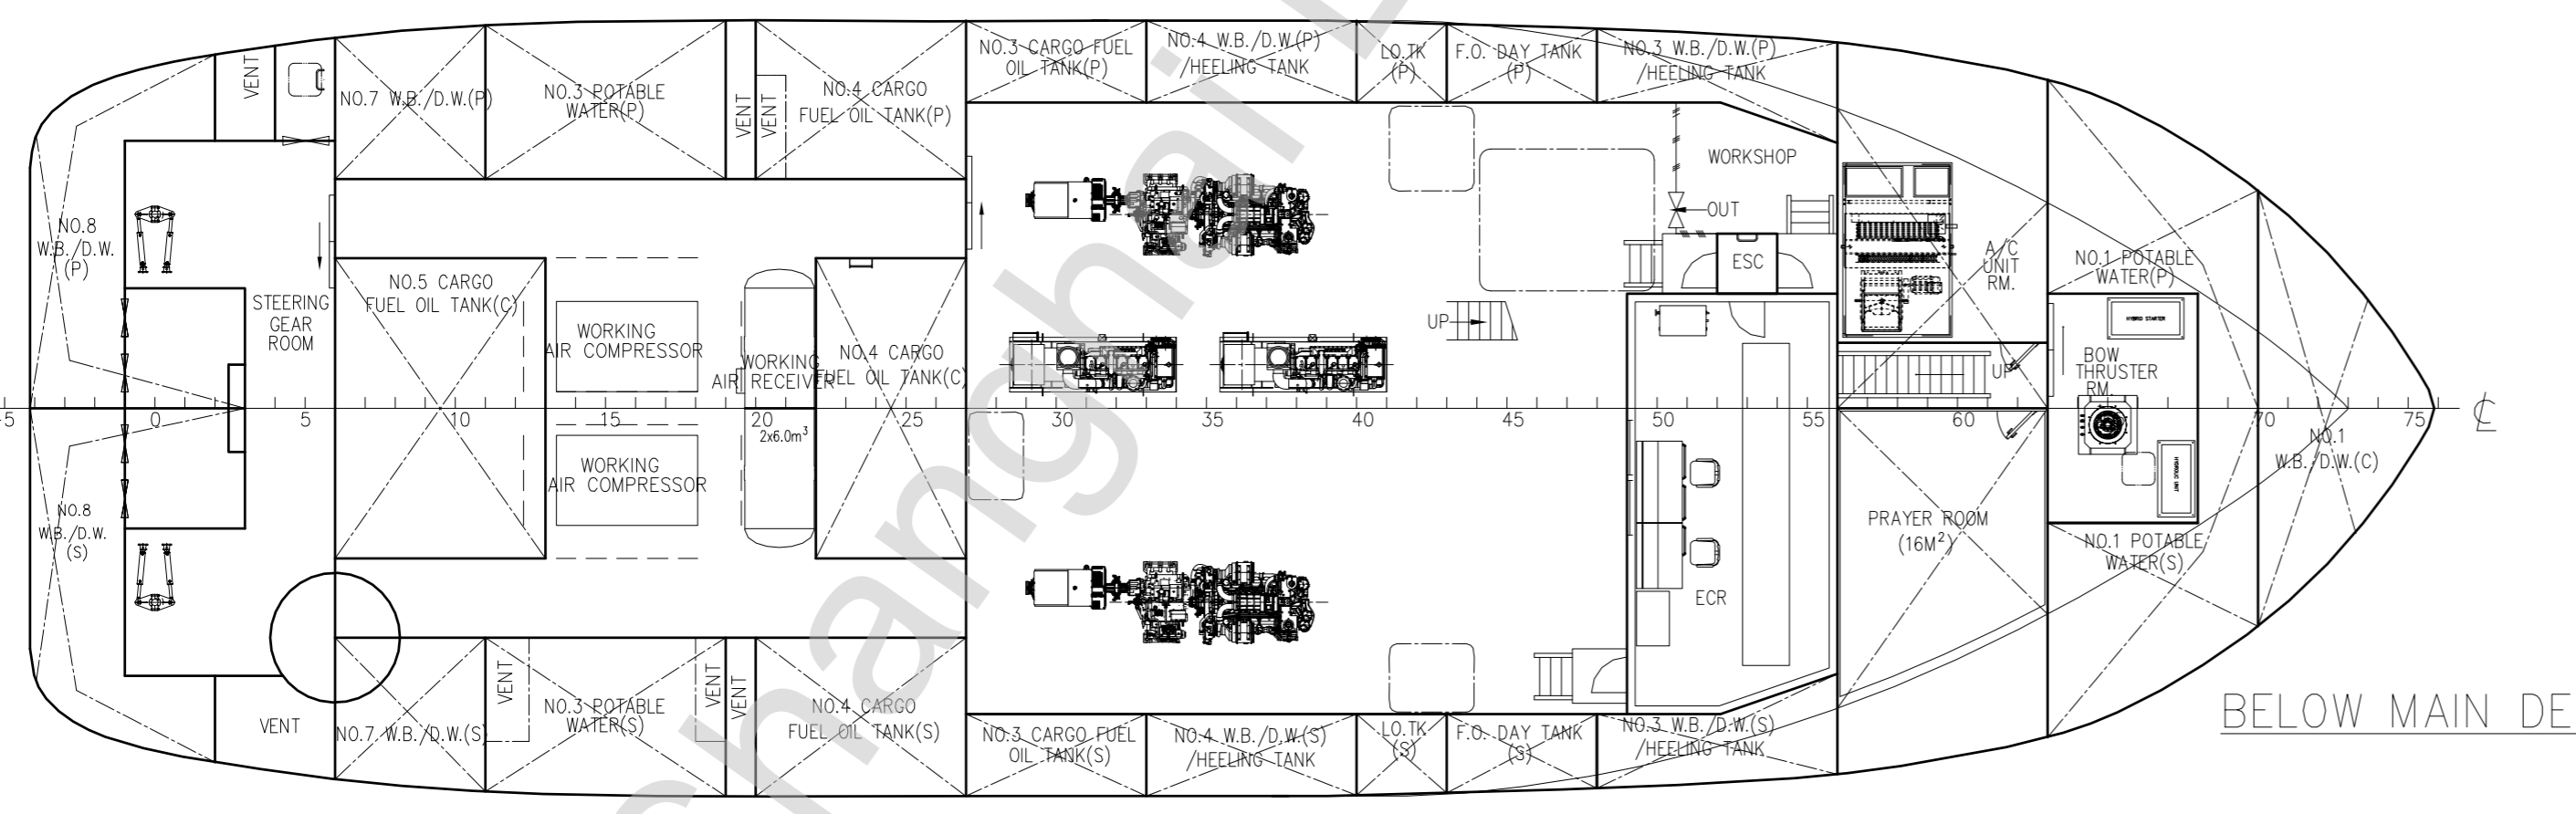 NO.3 CARGO FUEL
OIL TANK(P)
NO.4 W.B./D.W.(P)
/HEELING TANK
LO.TK
(P)
F.O. DAY TANK
(P)
NO.3 W.B./D.W.(P)
/HEELING TANK
VENT
NO.7 W.B./D.W.(P)
NO.3 POTABLE
WATER(P)
VENT
VENT
NO.4 CARGO
FUEL OIL TANK(P)
WORKSHOP
OUT
ESC
A/C
UNIT
RM.
NO.1 POTABLE
WATER(P)
NO.8
W.B./D.W.
(P)
STEERING
GEAR
ROOM
NO.5 CARGO
FUEL OIL TANK(C)
WORKING
AIR COMPRESSOR
WORKING
AIR RECEIVER
NO.4 CARGO
FUEL OIL TANK(C)
UP
UP
HYBRID STARTER
BOW
THRUSTER
RM.
-5 0 5 10 15 20 25 30 35 40 45 50 55 60 70 75 ℄
2x6.0m³
WORKING
AIR COMPRESSOR
NO.1
W.B./D.W.(C)
HYDRAULIC UNIT
NO.8
W.B./D.W.
(S)
PRAYER ROOM
(16M²)
NO.1 POTABLE
WATER(S)
ECR
VENT
NO.7 W.B./D.W.(S)
VENT
NO.3 POTABLE
WATER(S)
VENT
VENT
NO.4 CARGO
FUEL OIL TANK(S)
NO.3 CARGO FUEL
OIL TANK(S)
NO.4 W.B./D.W.(S)
/HEELING TANK
LO.TK
(S)
F.O. DAY TANK
(S)
NO.3 W.B./D.W.(S)
/HEELING TANK
BELOW MAIN DE
hanghai